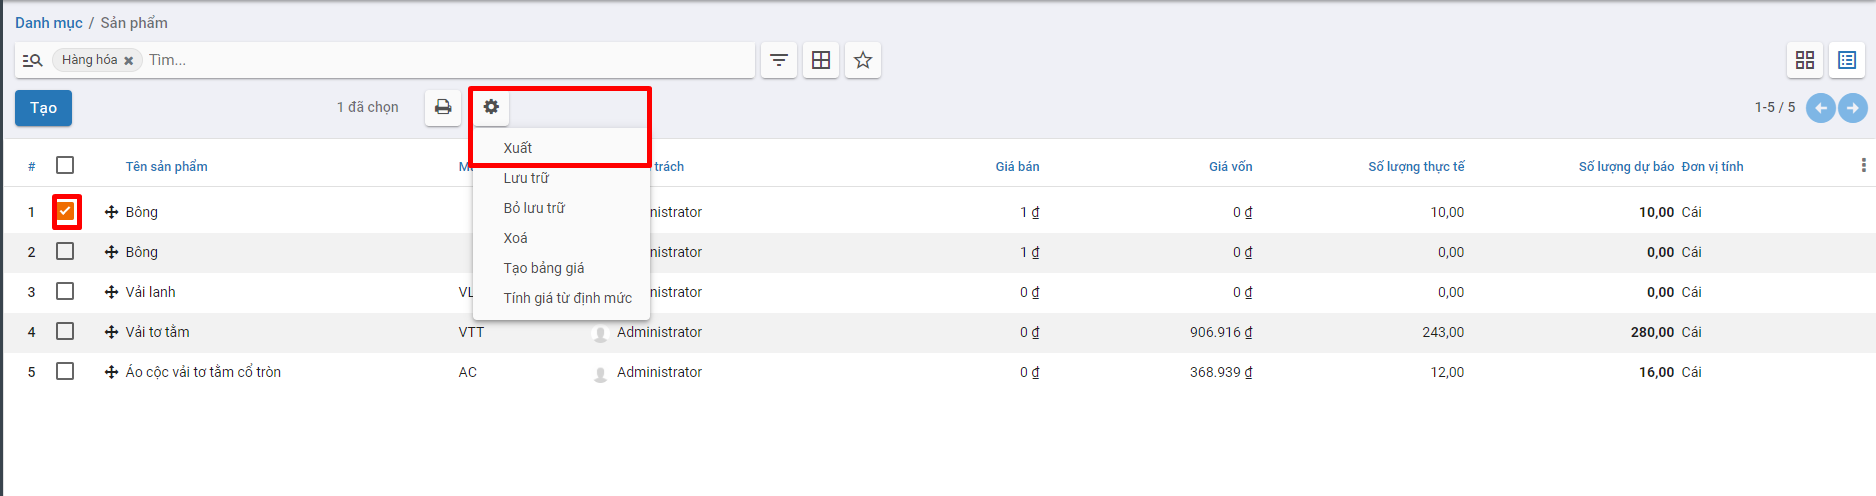 Danh mục / Sản phẩm
Hàng hóa × Tìm...
Tạo 1 đã chọn 1-5 / 5
Xuất
Lưu trữ
Bỏ lưu trữ
Xoá
Tạo bảng giá
Tính giá từ định mức
# Tên sản phẩm trách Giá bán Giá vốn Số lượng thực tế Số lượng dự báo Đơn vị tính
1 Bông nistrator 1 ₫ 0 ₫ 10,00 10,00 Cái
2 Bông nistrator 1 ₫ 0 ₫ 0,00 0,00 Cái
3 Vải lanh VL nistrator 0 ₫ 0 ₫ 0,00 0,00 Cái
4 Vải tơ tằm VTT Administrator 0 ₫ 906.916 ₫ 243,00 280,00 Cái
5 Áo cộc vải tơ tằm cổ tròn AC Administrator 0 ₫ 368.939 ₫ 12,00 16,00 Cái